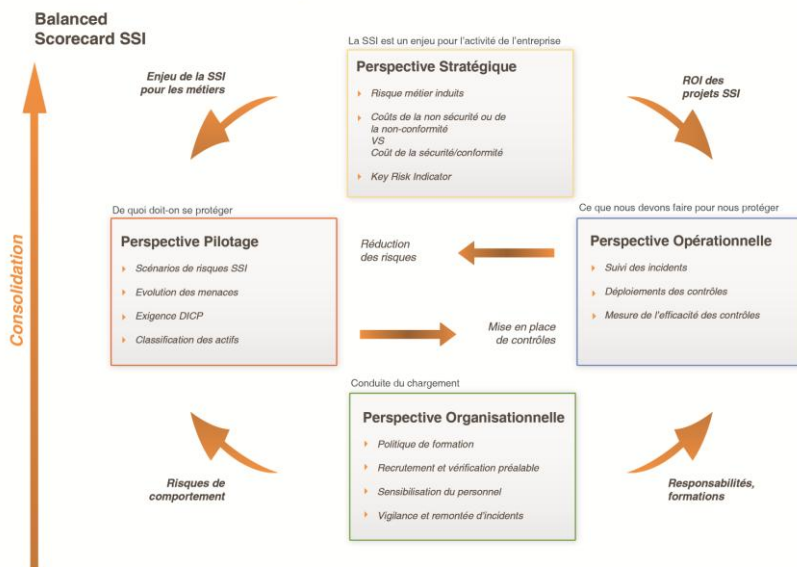 Balanced
Scorecard SSI
La SSI est un enjeu pour l'activité de l'entreprise
Perspective Stratégique
Risque métier induits
Coûts de la non sécurité ou de
la non-conformité
VS
Coût de la sécurité/conformité
Key Risk Indicator
Enjeu de la SSI
pour les métiers
ROI des
projets SSI
De quoi doit-on se protéger
Perspective Pilotage
Scénarios de risques SSI
Evolution des menaces
Exigence DICP
Classification des actifs
Réduction
des risques
Mise en place
de contrôles
Ce que nous devons faire pour nous protéger
Perspective Opérationnelle
Suivi des incidents
Déploiements des contrôles
Mesure de l'efficacité des contrôles
Consolidation
Conduite du chargement
Perspective Organisationnelle
Politique de formation
Recrutement et vérification préalable
Sensibilisation du personnel
Vigilance et remontée d'incidents
Risques de
comportement
Responsabilités,
formations